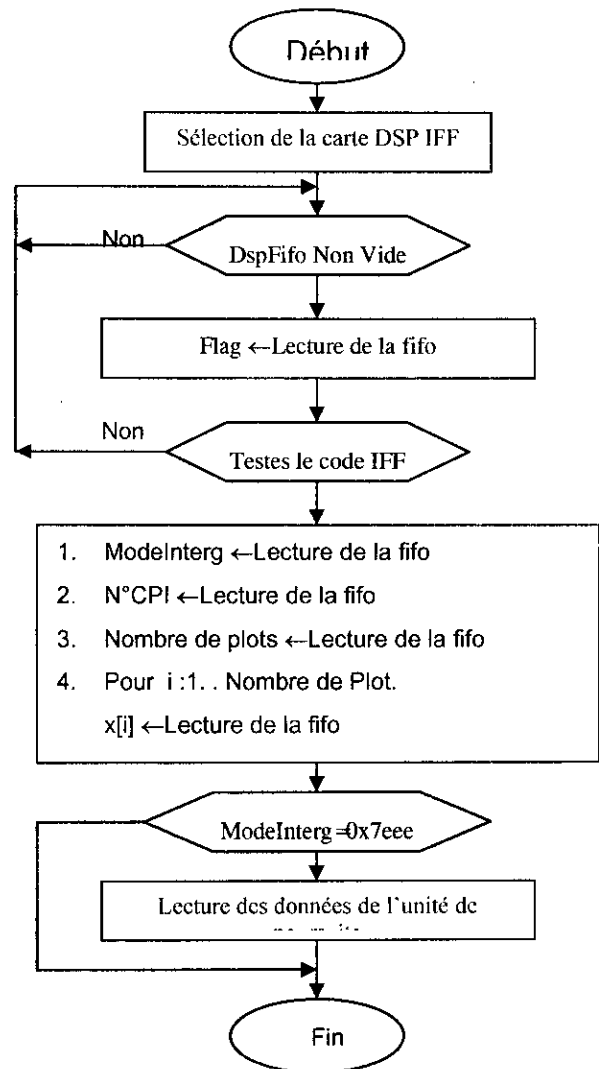 Début
Sélection de la carte DSP IFF
Non
DspFifo Non Vide
Flag ←Lecture de la fifo
Non
Testes le code IFF
1. ModeInterg ←Lecture de la fifo
2. N°CPI ←Lecture de la fifo
3. Nombre de plots ←Lecture de la fifo
4. Pour i :1. . Nombre de Plot.
x[i] ←Lecture de la fifo
ModeInterg=0x7eee
Lecture des données de l'unité de
Fin